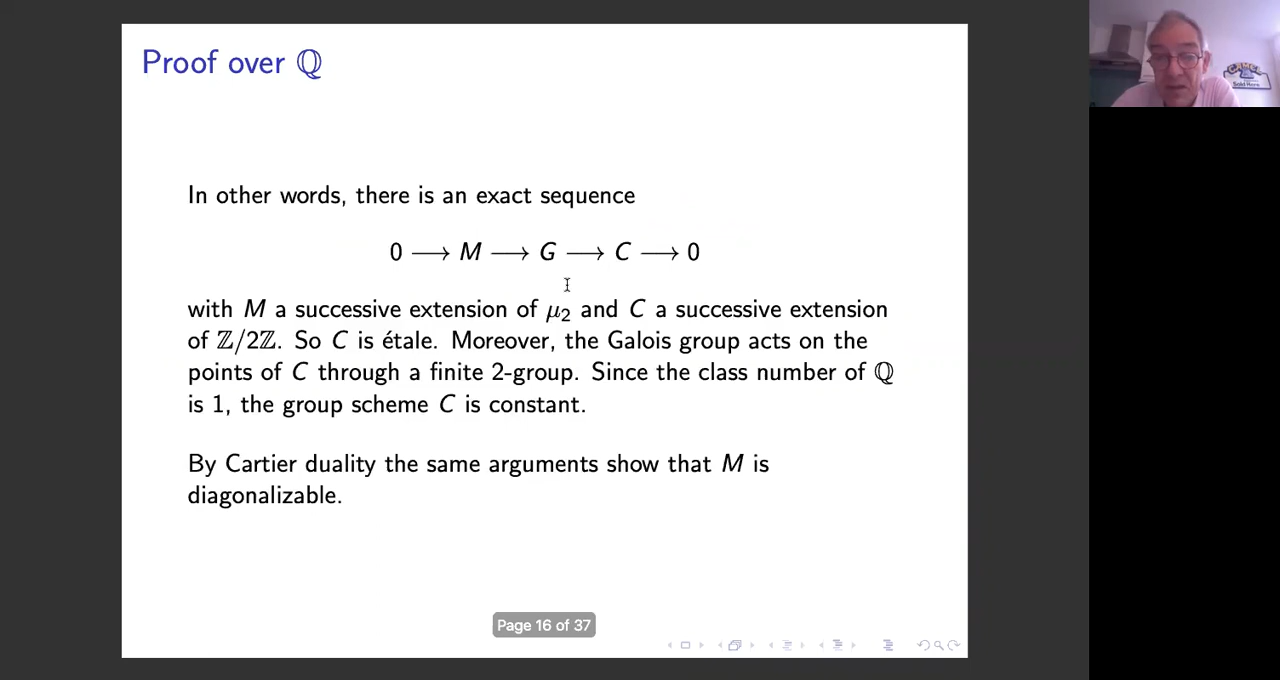 Proof over ℚ
In other words, there is an exact sequence
0 ⟶ M ⟶ G ⟶ C ⟶ 0
with M a successive extension of μ₂ and C a successive extension
of ℤ/2ℤ. So C is étale. Moreover, the Galois group acts on the
points of C through a finite 2-group. Since the class number of ℚ
is 1, the group scheme C is constant.
By Cartier duality the same arguments show that M is
diagonalizable.
Page 16 of 37
CAMEL
Sold Here